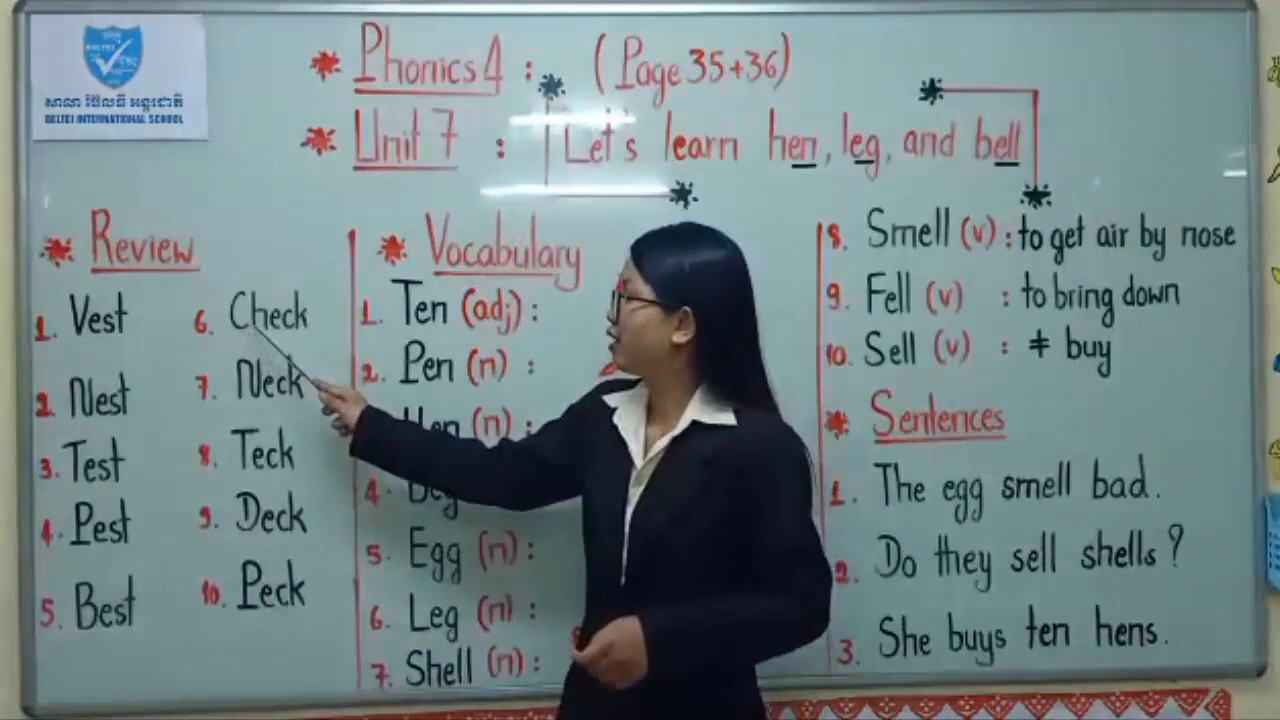 សាលា ប៊ែលធី អន្តរជាតិ
BELTEI INTERNATIONAL SCHOOL
Phonics 4 : (Page 35+36)
Unit 7 : Let's learn hen, leg, and bell
Review
1. Vest
2. Nest
3. Test
4. Pest
5. Best
6. Check
7. Neck
8. Teck
9. Deck
10. Peck
Vocabulary
1. Ten (adj) :
2. Pen (n) :
Hen (n) :
4. Beg
5. Egg (n) :
6. Leg (n) :
7. Shell (n) :
8. Smell (v) : to get air by nose
9. Fell (v) : to bring down
10. Sell (v) : ≠ buy
Sentences
1. The egg smell bad.
2. Do they sell shells?
3. She buys ten hens.